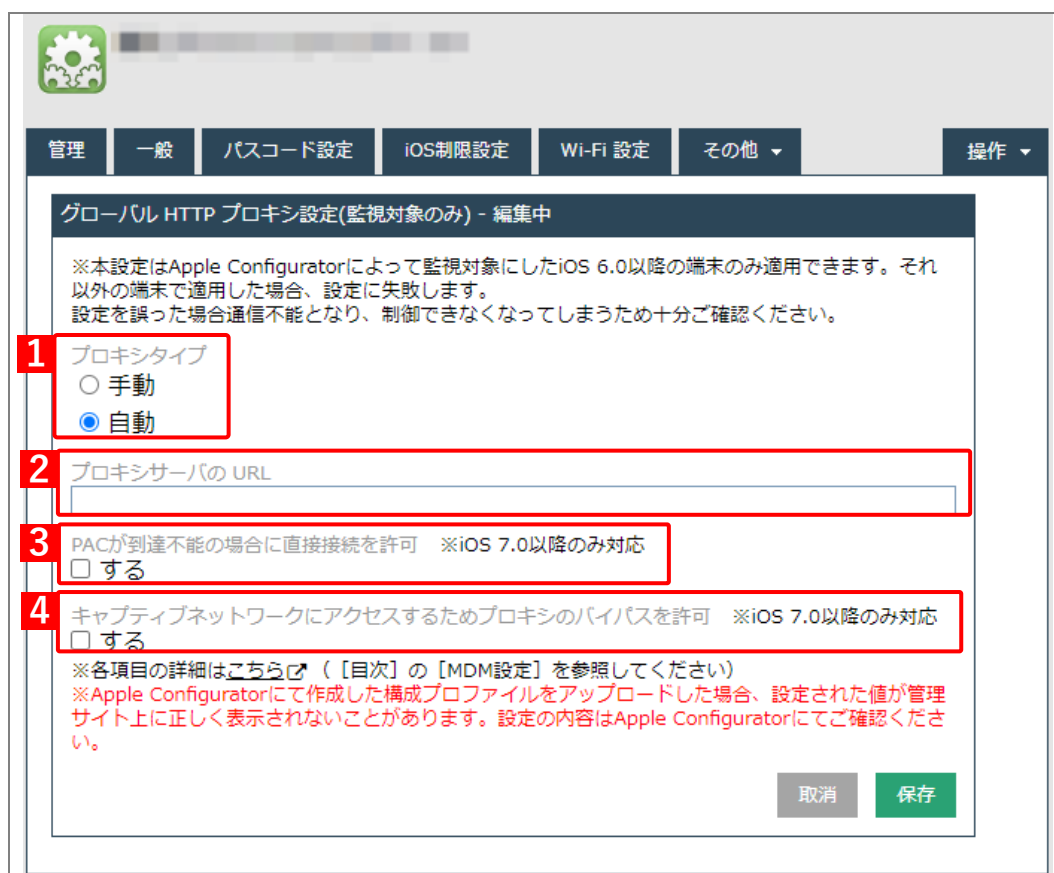 管理 一般 パスコード設定 iOS制限設定 Wi-Fi 設定 その他 操作
グローバル HTTP プロキシ設定(監視対象のみ) - 編集中
※本設定はApple Configuratorによって監視対象にしたiOS 6.0以降の端末のみ適用できます。それ
以外の端末で適用した場合、設定に失敗します。
設定を誤った場合通信不能となり、制御できなくなってしまうため十分ご確認ください。
1 プロキシタイプ
手動
自動
2 プロキシサーバの URL
3 PACが到達不能の場合に直接接続を許可 ※iOS 7.0以降のみ対応
する
4 キャプティブネットワークにアクセスするためプロキシのバイパスを許可 ※iOS 7.0以降のみ対応
する
※各項目の詳細はこちら（［目次］の［MDM設定］を参照してください）
※Apple Configuratorにて作成した構成プロファイルをアップロードした場合、設定された値が管理
サイト上に正しく表示されないことがあります。設定の内容はApple Configuratorにてご確認くださ
い。
取消 保存